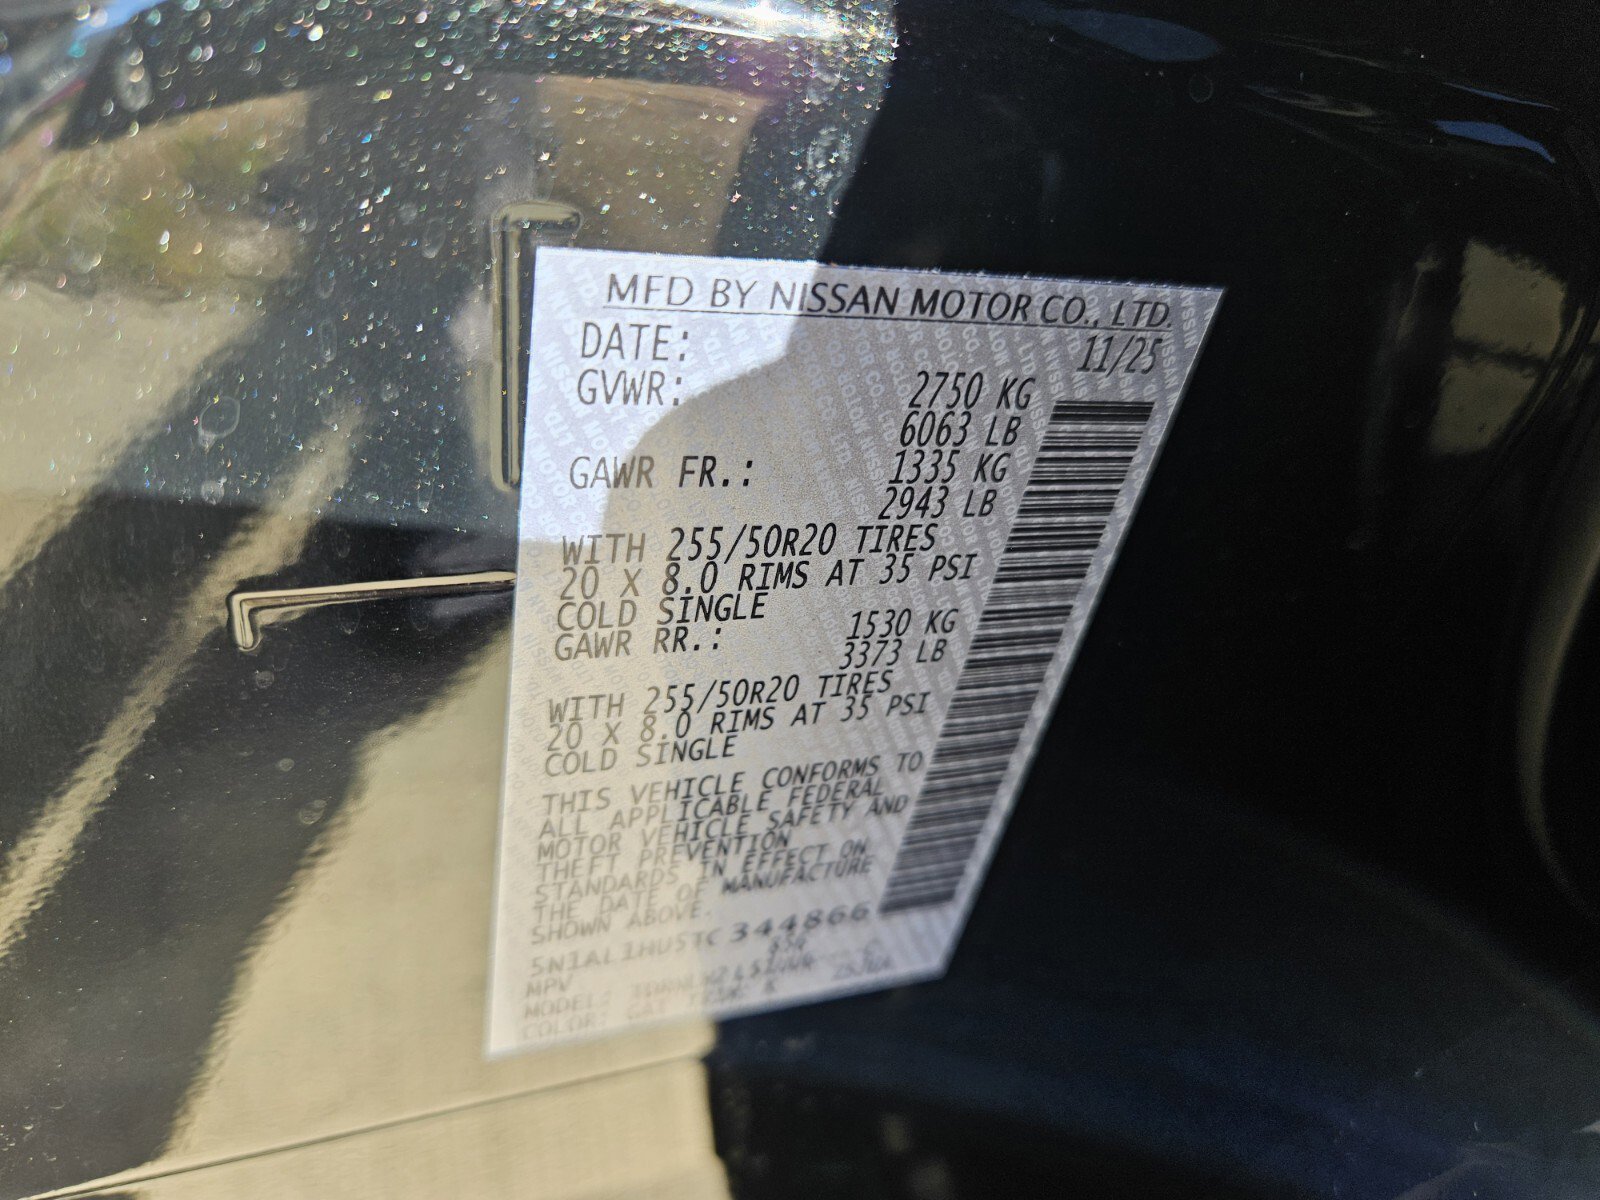 MFD BY NISSAN MOTOR CO., LTD.
DATE: 11/25
GVWR: 2750 KG
6063 LB
GAWR FR.: 1335 KG
2943 LB
WITH 255/50R20 TIRES
20 X 8.0 RIMS AT 35 PSI
COLD SINGLE
GAWR RR.: 1530 KG
3373 LB
WITH 255/50R20 TIRES
20 X 8.0 RIMS AT 35 PSI
COLD SINGLE
THIS VEHICLE CONFORMS TO
ALL APPLICABLE FEDERAL
MOTOR VEHICLE SAFETY AND
THEFT PREVENTION
STANDARDS IN EFFECT ON
THE DATE OF MANUFACTURE
SHOWN ABOVE.
5N1AL1HU5TC344866
MPV
MODEL:
COLOR: